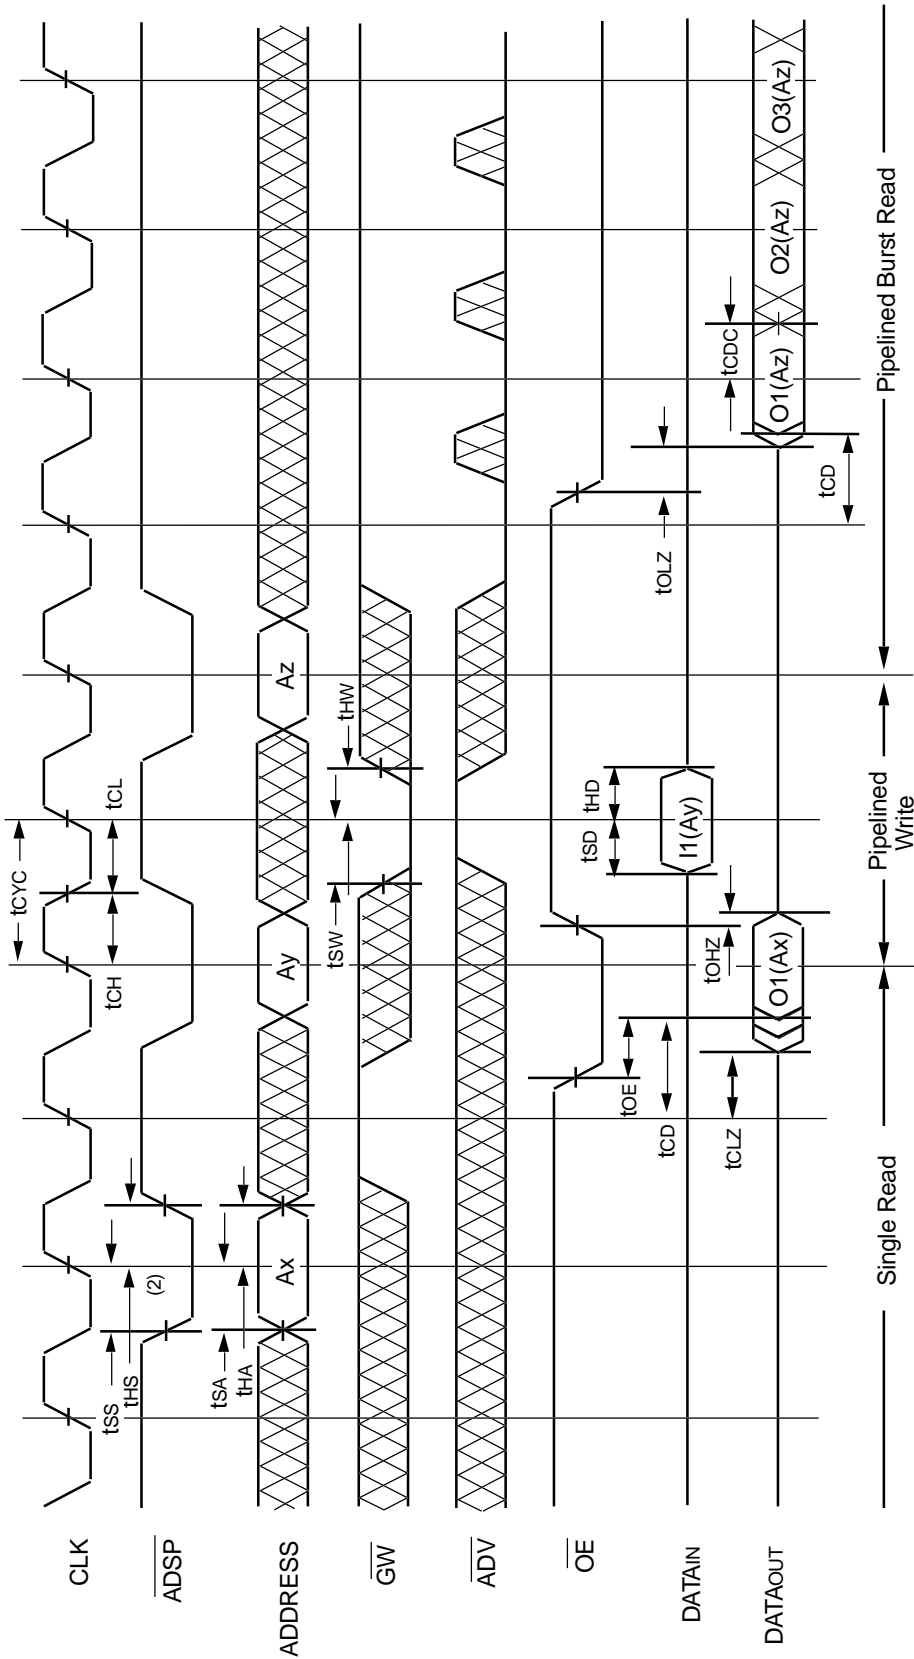 tCYC
tCH
tCL
CLK
tSS
tHS
(2)
ADSP
tSA
tHA
ADDRESS
Ax
Ay
Az
tSW
tHW
GW
ADV
OE
tOE
tOLZ
tSD
tHD
DATAIN
I1(Ay)
tCD
tOHZ
tCDC
tCLZ
DATAOUT
O1(Ax)
O1(Az)
O2(Az)
O3(Az)
tCD
Single Read
Pipelined
Write
Pipelined Burst Read